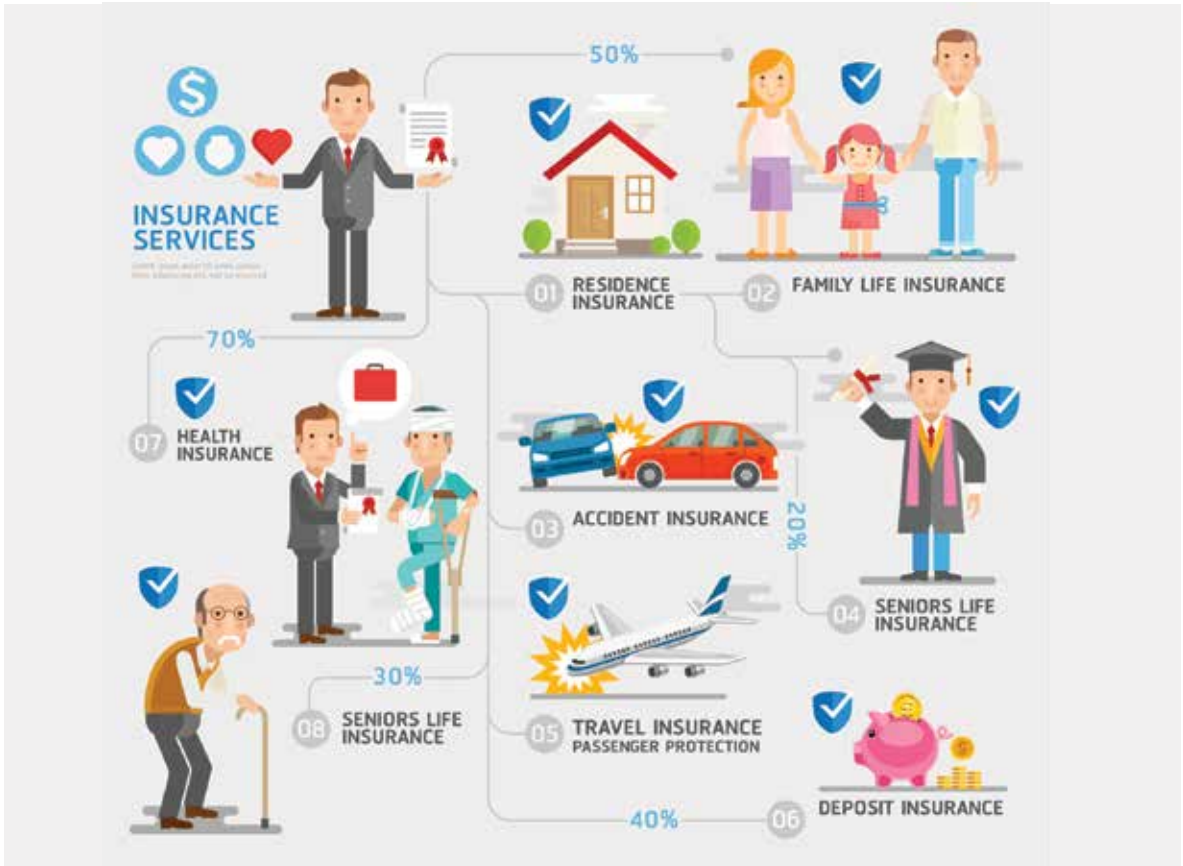 50%
INSURANCE
SERVICES
01
RESIDENCE
INSURANCE
02
FAMILY LIFE INSURANCE
70%
07
HEALTH
INSURANCE
03
ACCIDENT INSURANCE
20%
04
SENIORS LIFE
INSURANCE
30%
08
SENIORS LIFE
INSURANCE
05
TRAVEL INSURANCE
PASSENGER PROTECTION
40%
06
DEPOSIT INSURANCE